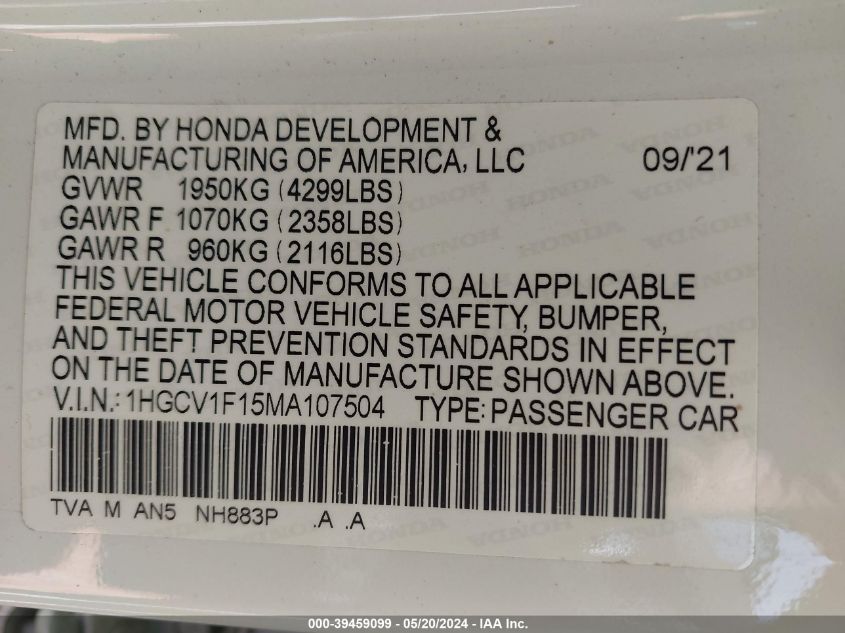 MFD. BY HONDA DEVELOPMENT &
MANUFACTURING OF AMERICA, LLC 09/'21
GVWR 1950KG (4299LBS)
GAWR F 1070KG (2358LBS)
GAWR R 960KG (2116LBS)
THIS VEHICLE CONFORMS TO ALL APPLICABLE
FEDERAL MOTOR VEHICLE SAFETY, BUMPER,
AND THEFT PREVENTION STANDARDS IN EFFECT
ON THE DATE OF MANUFACTURE SHOWN ABOVE.
V.I.N.: 1HGCV1F15MA107504 TYPE: PASSENGER CAR
TVA M AN5 NH883P .A .A
000-39459099 / 05/20/2024 - IAA Inc.